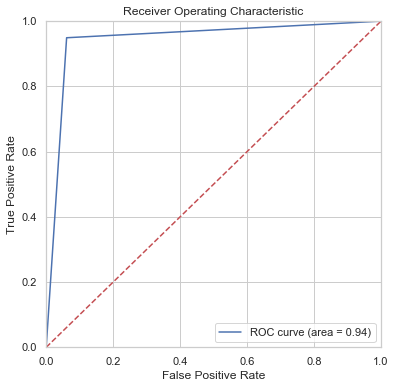 Receiver Operating Characteristic
1.0
0.8
0.6
0.4
0.2
0.0
True Positive Rate
ROC curve (area = 0.94)
0.0 0.2 0.4 0.6 0.8 1.0
False Positive Rate